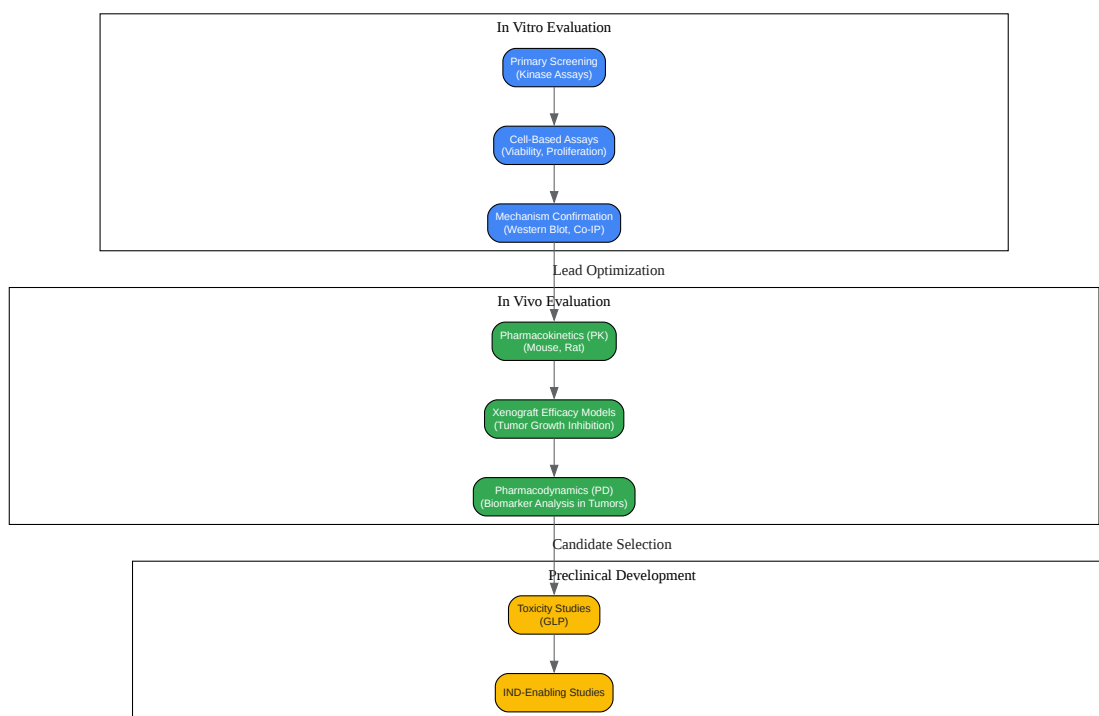 In Vitro Evaluation
Primary Screening
(Kinase Assays)
Cell-Based Assays
(Viability, Proliferation)
Mechanism Confirmation
(Western Blot, Co-IP)
Lead Optimization
In Vivo Evaluation
Pharmacokinetics (PK)
(Mouse, Rat)
Xenograft Efficacy Models
(Tumor Growth Inhibition)
Pharmacodynamics (PD)
(Biomarker Analysis in Tumors)
Candidate Selection
Preclinical Development
Toxicity Studies
(GLP)
IND-Enabling Studies